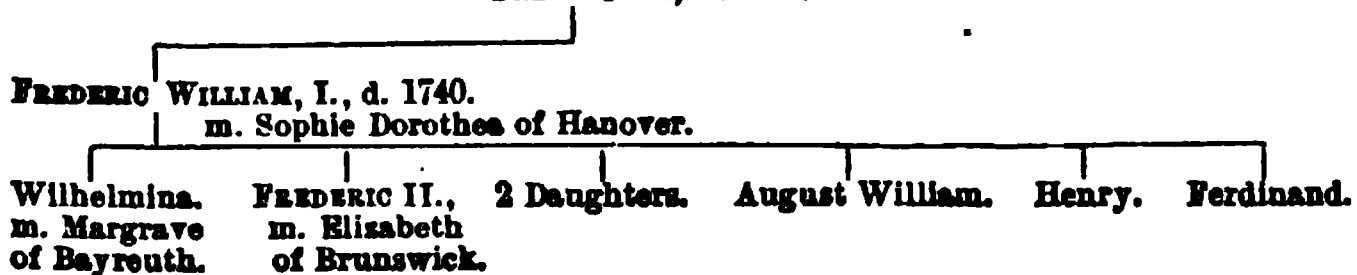 FREDERIC WILLIAM, I., d. 1740.
m. Sophie Dorothea of Hanover.
Wilhelmina. FREDERIC II., 2 Daughters. August William. Henry. Ferdinand.
m. Margrave m. Elizabeth
of Bayreuth. of Brunswick.